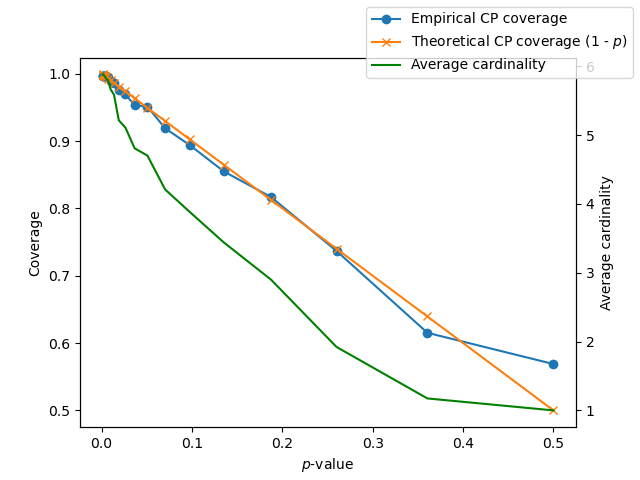 Empirical CP coverage
Theoretical CP coverage (1 - p)
Average cardinality
1.0
0.9
0.8
0.7
0.6
0.5
Coverage
6
5
4
3
2
1
Average cardinality
0.0 0.1 0.2 0.3 0.4 0.5
p-value